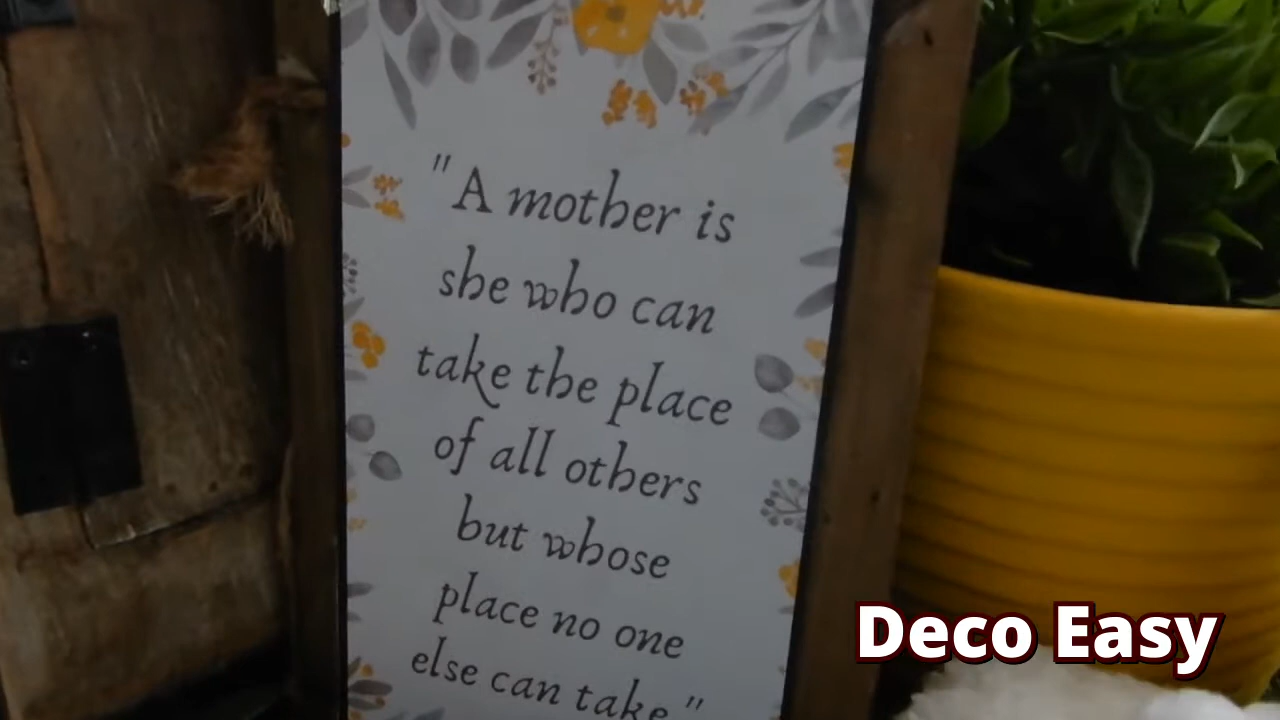 "A mother is
she who can
take the place
of all others
but whose
place no one
else can take."
Deco Easy